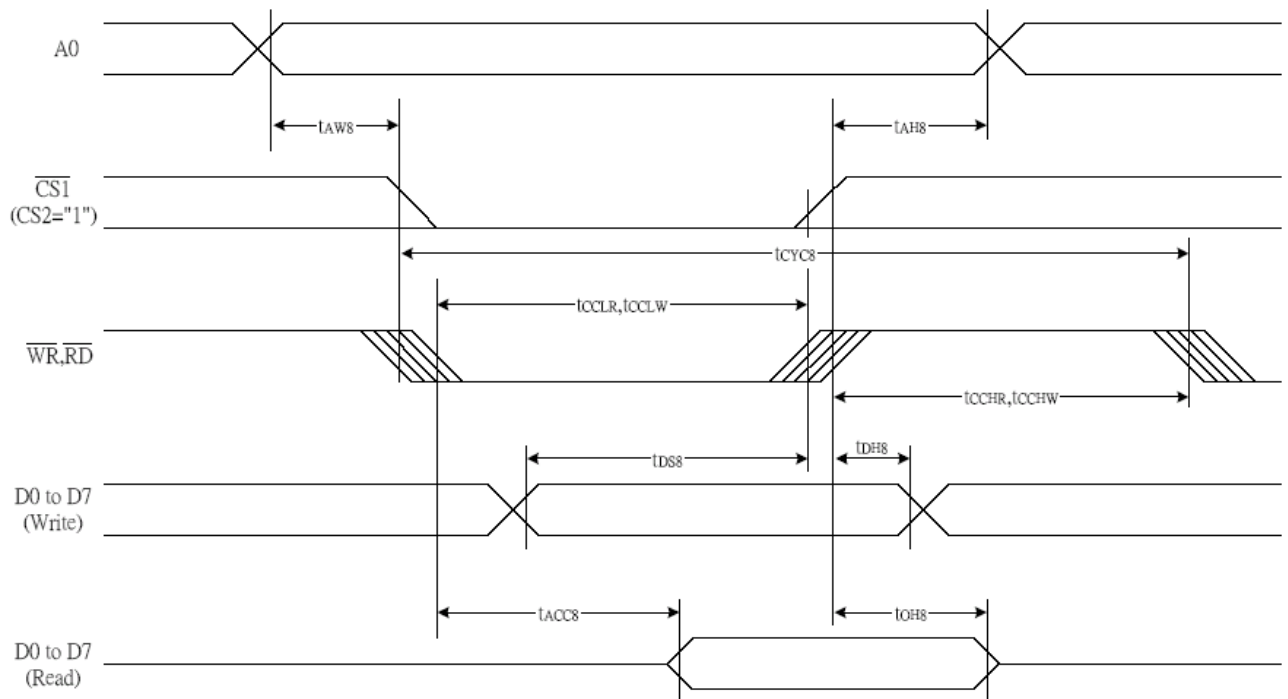 A0
tAW8
tAH8
CS1
(CS2="1")
tCYC8
tCCLR,tCCLW
WR,RD
tCCHR,tCCHW
tDS8
tDH8
D0 to D7
(Write)
tACC8
tOH8
D0 to D7
(Read)